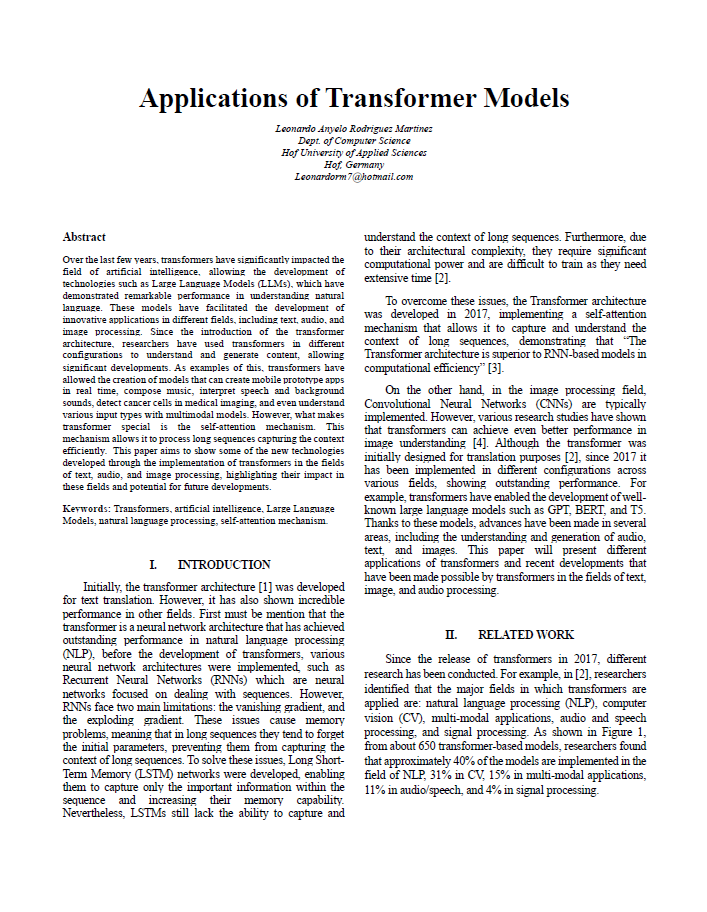 Applications of Transformer Models
Leonardo Anyelo Rodriguez Martinez
Dept. of Computer Science
Hof University of Applied Sciences
Hof, Germany
Leonardorm7@hotmail.com
Abstract
Over the last few years, transformers have significantly impacted the
field of artificial intelligence, allowing the development of
technologies such as Large Language Models (LLMs), which have
demonstrated remarkable performance in understanding natural
language. These models have facilitated the development of
innovative applications in different fields, including text, audio, and
image processing. Since the introduction of the transformer
architecture, researchers have used transformers in different
configurations to understand and generate content, allowing
significant developments. As examples of this, transformers have
allowed the creation of models that can create mobile prototype apps
in real time, compose music, interpret speech and background
sounds, detect cancer cells in medical imaging, and even understand
various input types with multimodal models. However, what makes
transformer special is the self-attention mechanism. This
mechanism allows it to process long sequences capturing the context
efficiently. This paper aims to show some of the new technologies
developed through the implementation of transformers in the fields
of text, audio, and image processing, highlighting their impact in
these fields and potential for future developments.
Keywords: Transformers, artificial intelligence, Large Language
Models, natural language processing, self-attention mechanism.
I. INTRODUCTION
Initially, the transformer architecture [1] was developed
for text translation. However, it has also shown incredible
performance in other fields. First must be mention that the
transformer is a neural network architecture that has achieved
outstanding performance in natural language processing
(NLP), before the development of transformers, various
neural network architectures were implemented, such as
Recurrent Neural Networks (RNNs) which are neural
networks focused on dealing with sequences. However,
RNNs face two main limitations: the vanishing gradient, and
the exploding gradient. These issues cause memory
problems, meaning that in long sequences they tend to forget
the initial parameters, preventing them from capturing the
context of long sequences. To solve these issues, Long Short-
Term Memory (LSTM) networks were developed, enabling
them to capture only the important information within the
sequence and increasing their memory capability.
Nevertheless, LSTMs still lack the ability to capture and
understand the context of long sequences. Furthermore, due
to their architectural complexity, they require significant
computational power and are difficult to train as they need
extensive time [2].
To overcome these issues, the Transformer architecture
was developed in 2017, implementing a self-attention
mechanism that allows it to capture and understand the
context of long sequences, demonstrating that “The
Transformer architecture is superior to RNN-based models in
computational efficiency” [3].
On the other hand, in the image processing field,
Convolutional Neural Networks (CNNs) are typically
implemented. However, various research studies have shown
that transformers can achieve even better performance in
image understanding [4]. Although the transformer was
initially designed for translation purposes [2], since 2017 it
has been implemented in different configurations across
various fields, showing outstanding performance. For
example, transformers have enabled the development of well-
known large language models such as GPT, BERT, and T5.
Thanks to these models, advances have been made in several
areas, including the understanding and generation of audio,
text, and images. This paper will present different
applications of transformers and recent developments that
have been made possible by transformers in the fields of text,
image, and audio processing.
II. RELATED WORK
Since the release of transformers in 2017, different
research has been conducted. For example, in [2], researchers
identified that the major fields in which transformers are
applied are: natural language processing (NLP), computer
vision (CV), multi-modal applications, audio and speech
processing, and signal processing. As shown in Figure 1,
from about 650 transformer-based models, researchers found
that approximately 40% of the models are implemented in the
field of NLP, 31% in CV, 15% in multi-modal applications,
11% in audio/speech, and 4% in signal processing.